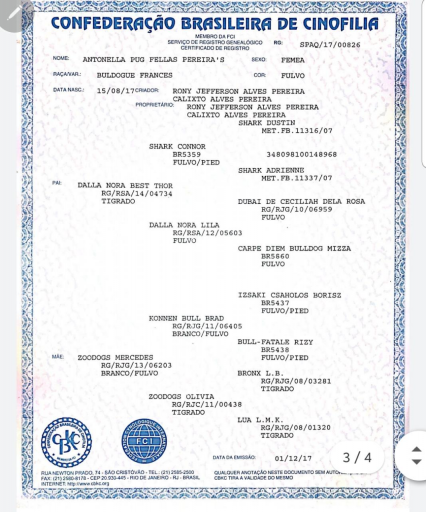 CONFEDERAÇÃO BRASILEIRA DE CINOFILIA
MEMBRO DA FCI
SERVIÇO DE REGISTRO GENEALÓGICO
CERTIFICADO DE REGISTRO
RG: SPAQ/17/00826
NOME: ANTONELLA PUG FELLAS PEREIRA'S SEXO: FEMEA
RAÇA/VAR.: BULDOGUE FRANCES COR: FULVO
DATA NASC.: 15/08/17 CRIADOR: RONY JEFFERSON ALVES PEREIRA
CALIXTO ALVES PEREIRA
PROPRIETÁRIO: RONY JEFFERSON ALVES PEREIRA
CALIXTO ALVES PEREIRA
SHARK DUSTIN
MET.FB.11316/07
SHARK CONNOR
BR5359 348098100148968
FULVO/PIED
SHARK ADRIENNE
MET.FB.11337/07
PAI: DALLA NORA BEST THOR
RG/RSA/14/04734
TIGRADO
DUBAI DE CECILIAH DELA ROSA
RG/RJG/10/06959
FULVO
DALLA NORA LILA
RG/RSA/12/05603
FULVO
CARPE DIEM BULLDOG MIZZA
BR5860
FULVO
IZSAKI CSAHOLOS BORISZ
BR5437
FULVO/PIED
KONNEN BULL BRAD
RG/RJG/11/06405
BRANCO/FULVO
BULL-FATALE RIZY
BR5438
FULVO/PIED
MÃE: ZOODOGS MERCEDES
RG/RJG/13/06203
BRANCO/FULVO
BRONX L.B.
RG/RJG/08/03281
TIGRADO
ZOODOGS OLIVIA
RG/RJC/11/00438
TIGRADO
LUA L.M.K.
RG/RJG/08/01320
TIGRADO
CBKC
FCI
DATA DA EMISSÃO: 01/12/17
3 / 4
RUA NEWTON PRADO, 74 - SÃO CRISTÓVÃO - TEL.: (21) 2585-2500
FAX: (21) 2580-8178 - CEP 20.930-445 - RIO DE JANEIRO - RJ - BRASIL
INTERNET: http://www.cbkc.org
QUALQUER ANOTAÇÃO NESTE DOCUMENTO SEM
CBKC TIRA A VALIDADE DO MESMO